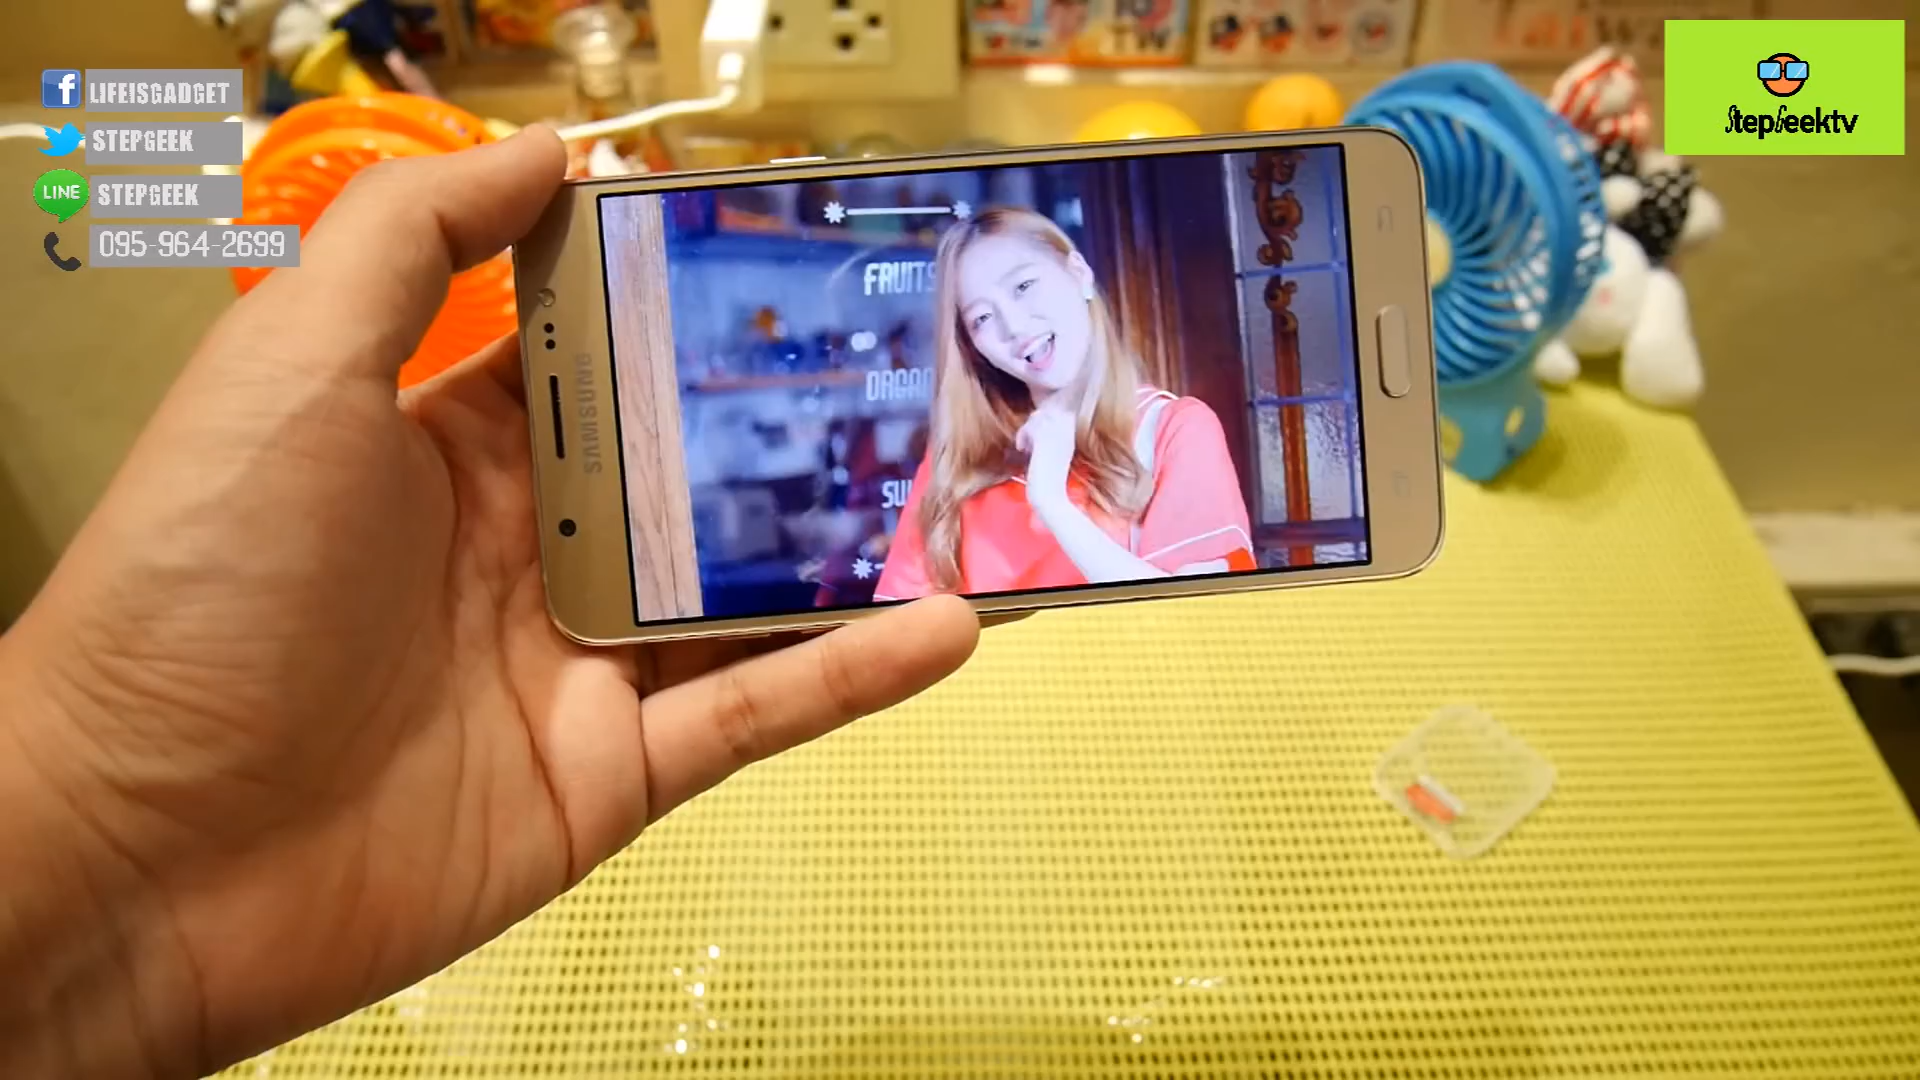 LIFEISGADGET
STEPGEEK
LINE
STEPGEEK
095-964-2699
StepGeektv
SAMSUNG
FRUITS